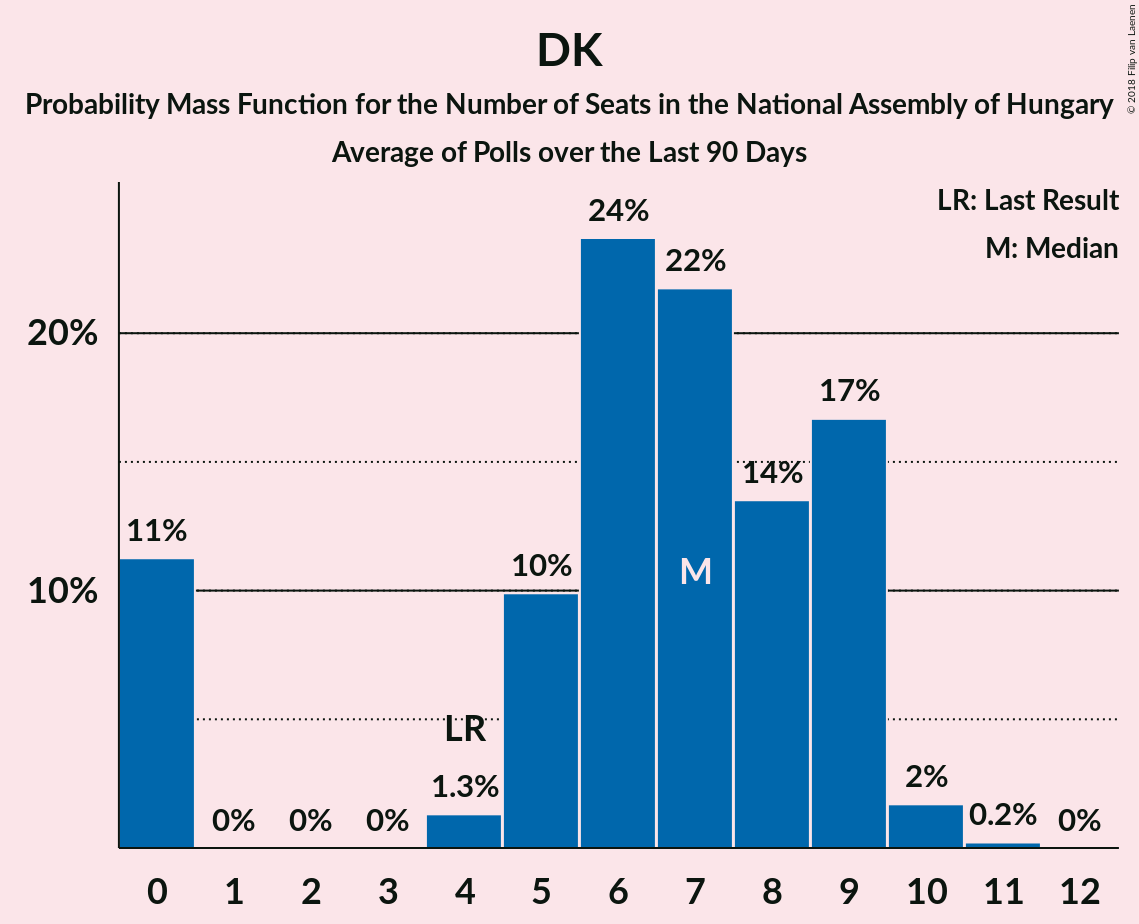 DK
Probability Mass Function for the Number of Seats in the National Assembly of Hungary
Average of Polls over the Last 90 Days
© 2018 Filip van Laenen
LR: Last Result
M: Median
24%
22%
20%
17%
14%
11%
10%
10%
M
LR
1.3%
2%
0% 0% 0% 0.2% 0%
0 1 2 3 4 5 6 7 8 9 10 11 12